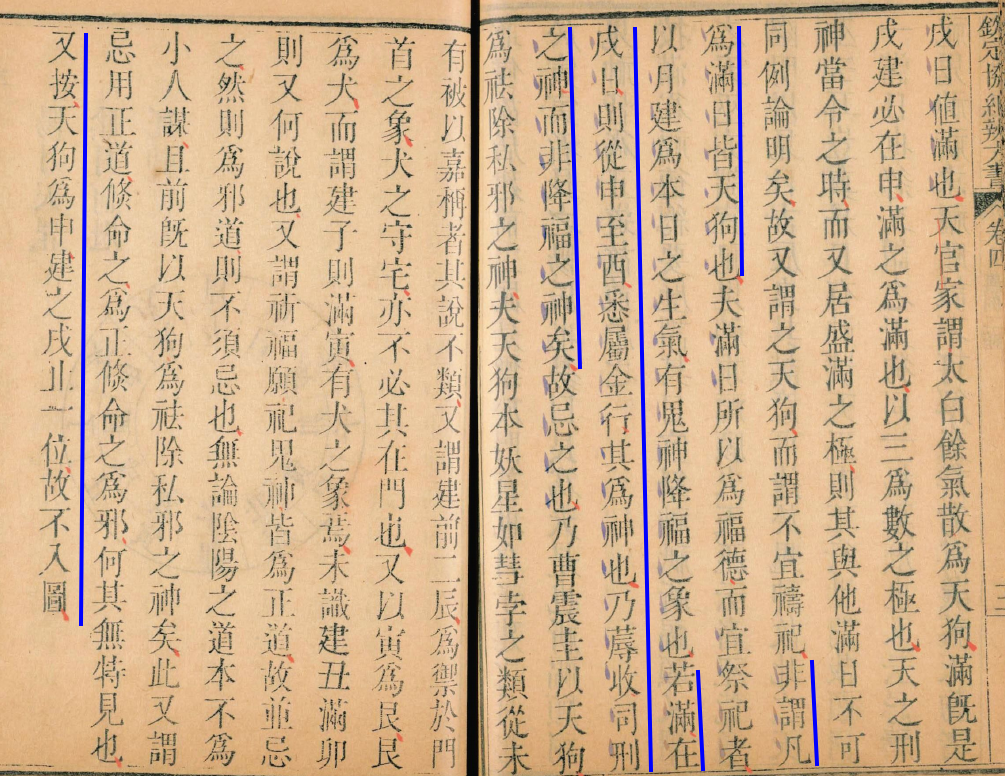 鑑定協紀辨方書 卷四
戌日值滿也天官家謂太白餘氣散爲天狗滿旣是
戌建必在申滿之爲滿也以三爲數之極也天之刑
神當令之時而又居盛滿之極則其與他滿日不可
同例論明矣故又謂之天狗而謂不宜禱祀非謂凡
爲滿日皆天狗也夫滿日所以爲福德而宜祭祀者
以月建爲本日之生氣有鬼神降福之象也若滿在
戌日則從申至酉悉屬金行其爲神也乃蓐收司刑
之神而非降福之神矣故忌之也乃曹震圭以天狗
爲祛除私邪之神夫天狗本妖星如彗孛之類從未
有被以嘉稱者其說不類又謂建前二辰爲禦於門
首之象犬之守宅亦不必其在門也又以寅爲艮艮
爲犬而謂建子則滿寅有犬之象焉未識建丑滿卯
則又何說也又謂祈福願祀鬼神皆爲正道故並忌
之然則爲邪道則不須忌也無論陰陽之道本不爲
小人謀且前旣以天狗爲祛除私邪之神矣此又謂
忌用正道倐命之爲正倐命之爲邪何其無特見也
又按天狗爲申建之戌止一位故不入圖